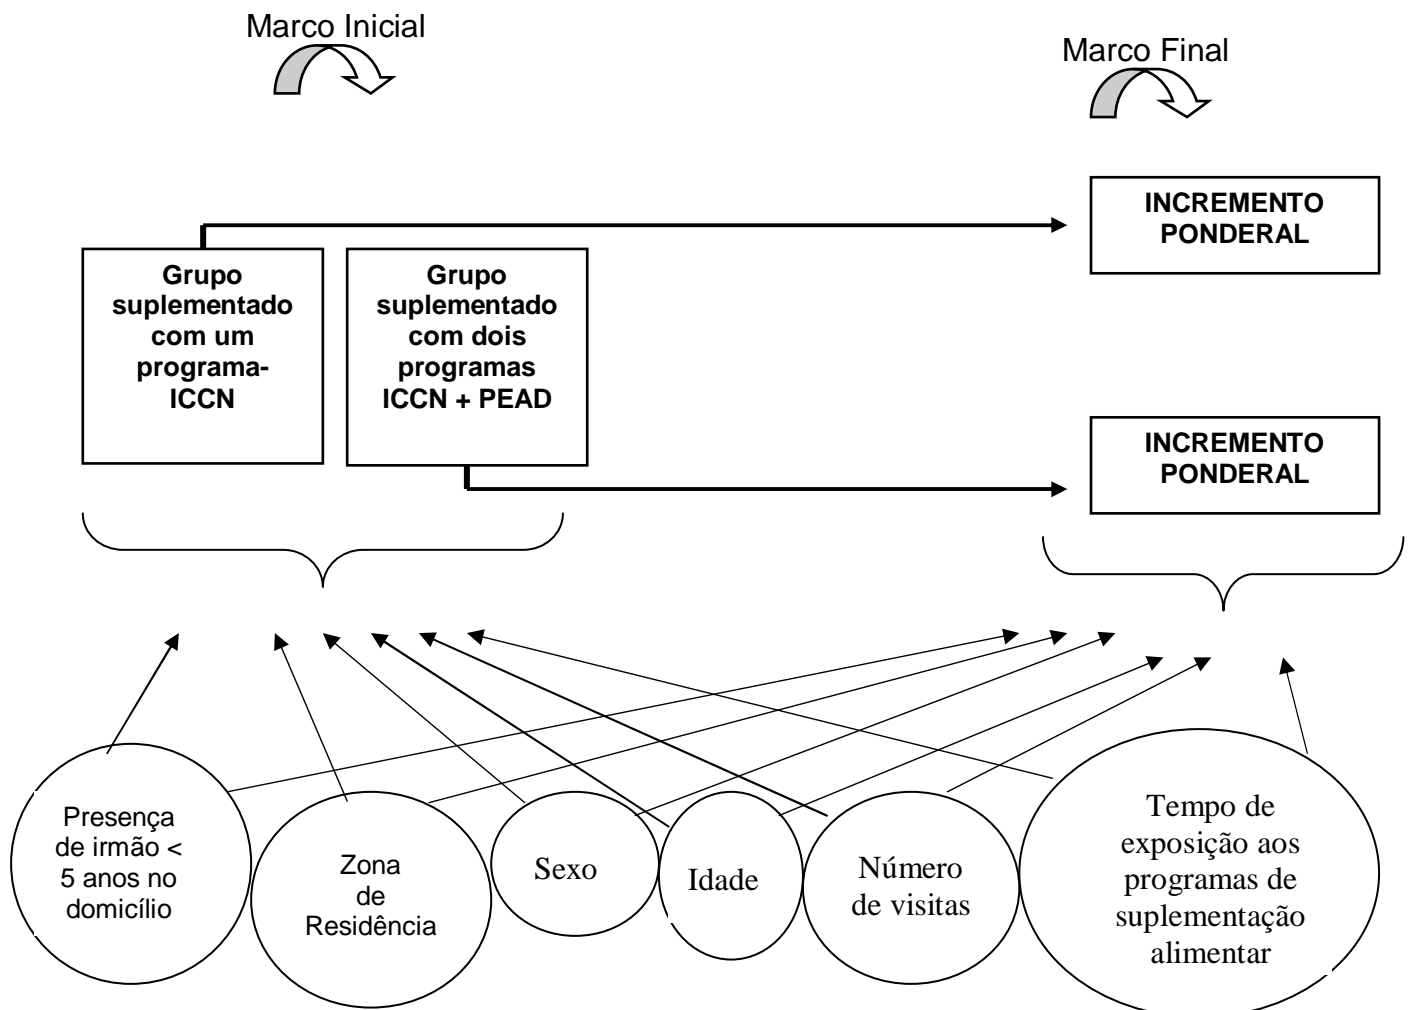 Marco Inicial
Marco Final
INCREMENTO
PONDERAL
Grupo
suplementado
com um
programa-
ICCN
Grupo
suplementado
com dois
programas
ICCN + PEAD
INCREMENTO
PONDERAL
Presença
de irmão <
5 anos no
domicílio
Zona
de
Residência
Sexo
Idade
Número
de visitas
Tempo de
exposição aos
programas de
suplementação
alimentar